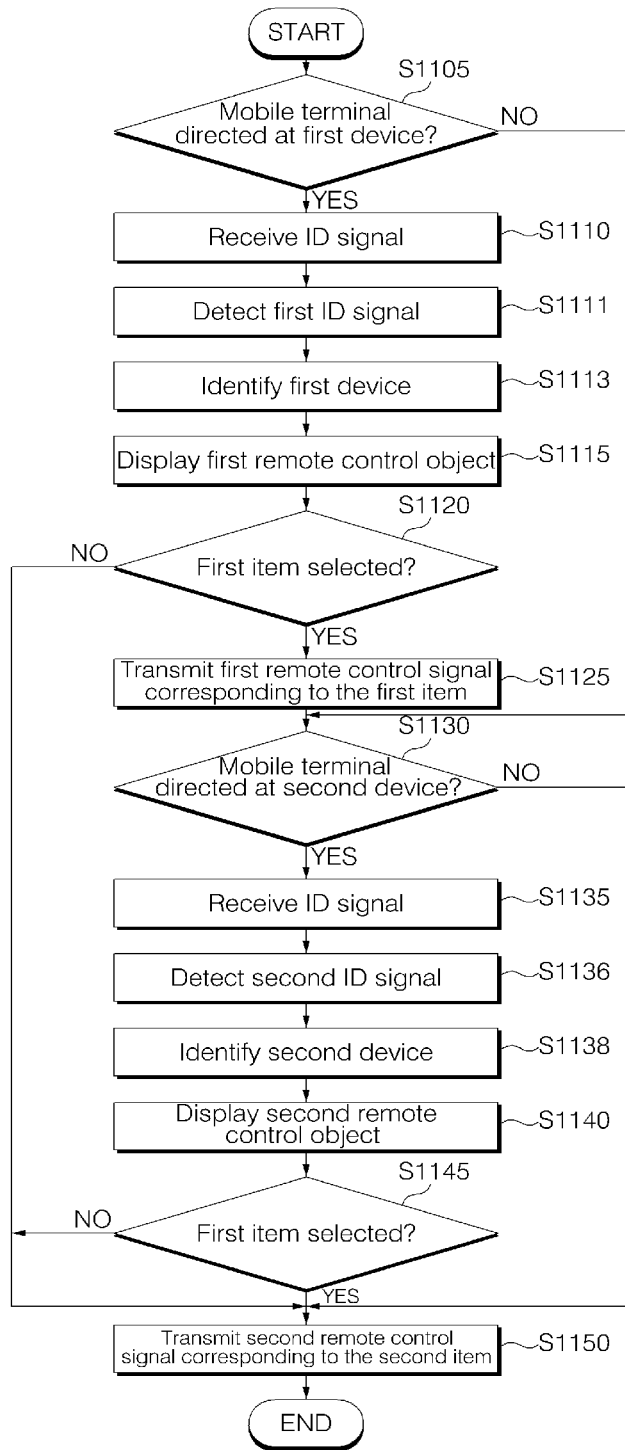 START
S1105
Mobile terminal
directed at first device?
NO
YES
Receive ID signal
S1110
Detect first ID signal
S1111
Identify first device
S1113
Display first remote control object
S1115
S1120
NO
First item selected?
YES
Transmit first remote control signal
corresponding to the first item
S1125
S1130
Mobile terminal
directed at second device?
NO
YES
Receive ID signal
S1135
Detect second ID signal
S1136
Identify second device
S1138
Display second remote
control object
S1140
S1145
NO
First item selected?
YES
Transmit second remote control
signal corresponding to the second item
S1150
END